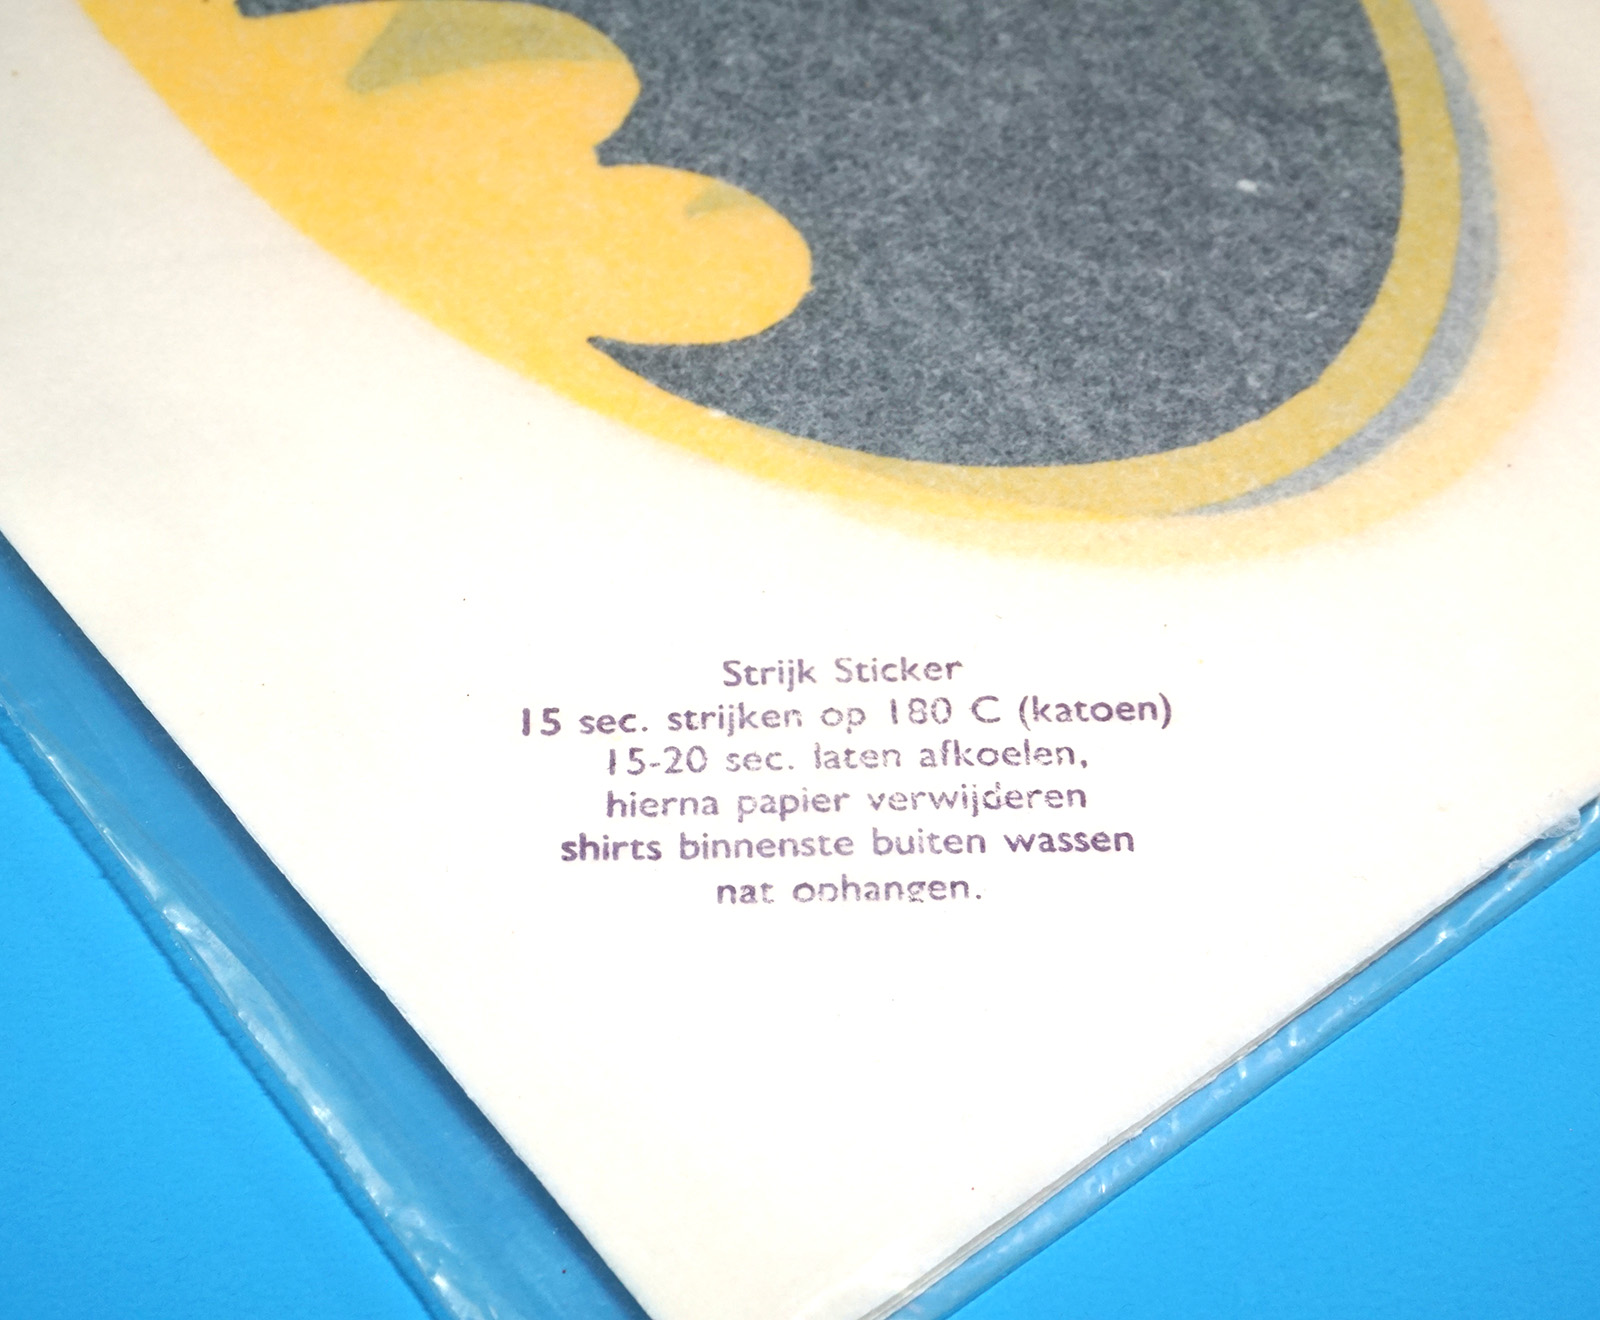 Strijk Sticker
15 sec. strijken op 180 C (katoen)
15-20 sec. laten afkoelen,
hierna papier verwijderen
shirts binnenste buiten wassen
nat ophangen.